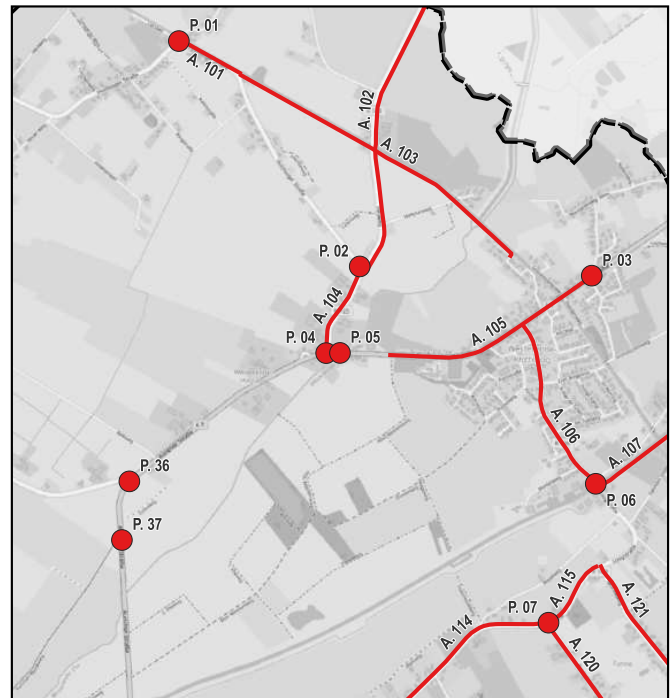 P. 01
A. 101
A. 102
A. 103
P. 02
P. 03
A. 104
P. 04
P. 05
A. 105
A. 106
A. 107
P. 36
P. 06
P. 37
A. 115
P. 07
A. 121
A. 114
A. 120